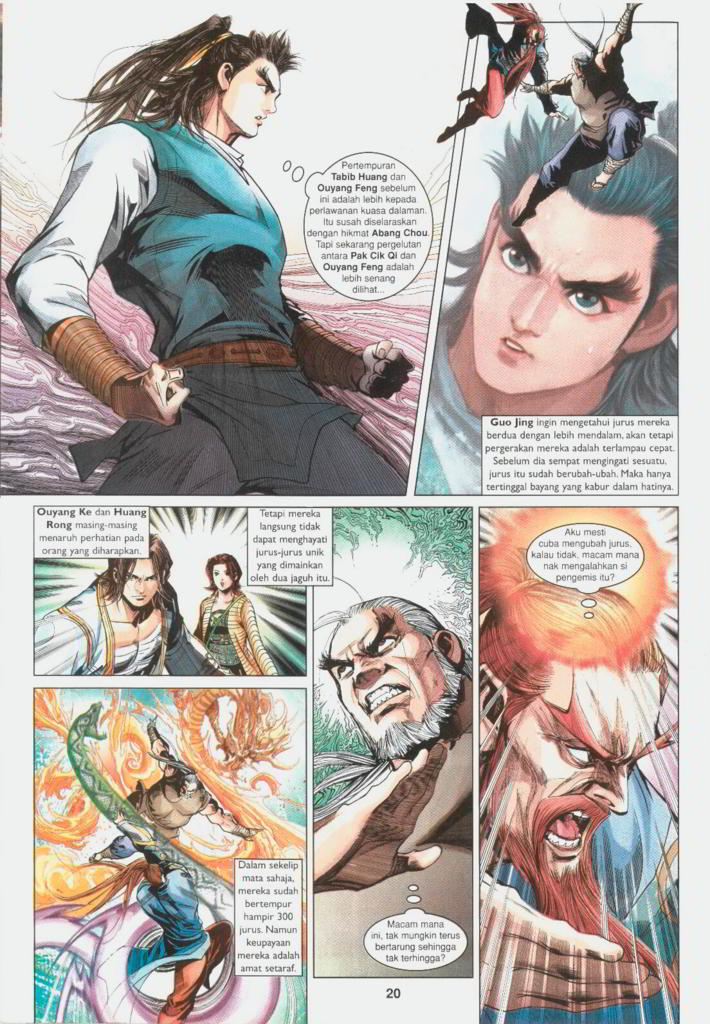 Pertempuran
Tabib Huang dan
Ouyang Feng sebelum
ini adalah lebih kepada
perlawanan kuasa dalaman.
Itu susah diselaraskan
dengan hikmat Abang Chou.
Tapi sekarang pergelutan
antara Pak Cik Qi dan
Ouyang Feng adalah
lebih senang
dilihat...
Guo Jing ingin mengetahui jurus mereka
berdua dengan lebih mendalam, akan tetapi
pergerakan mereka adalah terlampau cepat.
Sebelum dia sempat mengingati sesuatu,
jurus itu sudah berubah-ubah. Maka hanya
tertinggal bayang yang kabur dalam hatinya.
Ouyang Ke dan Huang
Rong masing-masing
menaruh perhatian pada
orang yang diharapkan.
Tetapi mereka
langsung tidak
dapat menghayati
jurus-jurus unik
yang dimainkan
oleh dua jaguh itu.
Dalam sekelip
mata sahaja,
mereka sudah
bertempur
hampir 300
jurus. Namun
keupayaan
mereka adalah
amat setaraf.
Macam mana
ini, tak mungkin terus
bertarung sehingga
tak terhingga?
Aku mesti
cuba mengubah jurus,
kalau tidak, macam mana
nak mengalahkan si
pengemis itu?
20